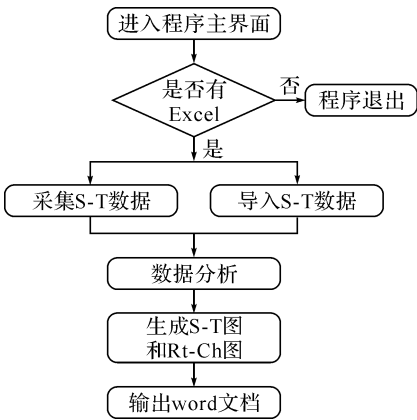 进入程序主界面
是否有
Excel
否
程序退出
是
采集S-T数据
导入S-T数据
数据分析
生成S-T图
和Rt-Ch图
输出word文档